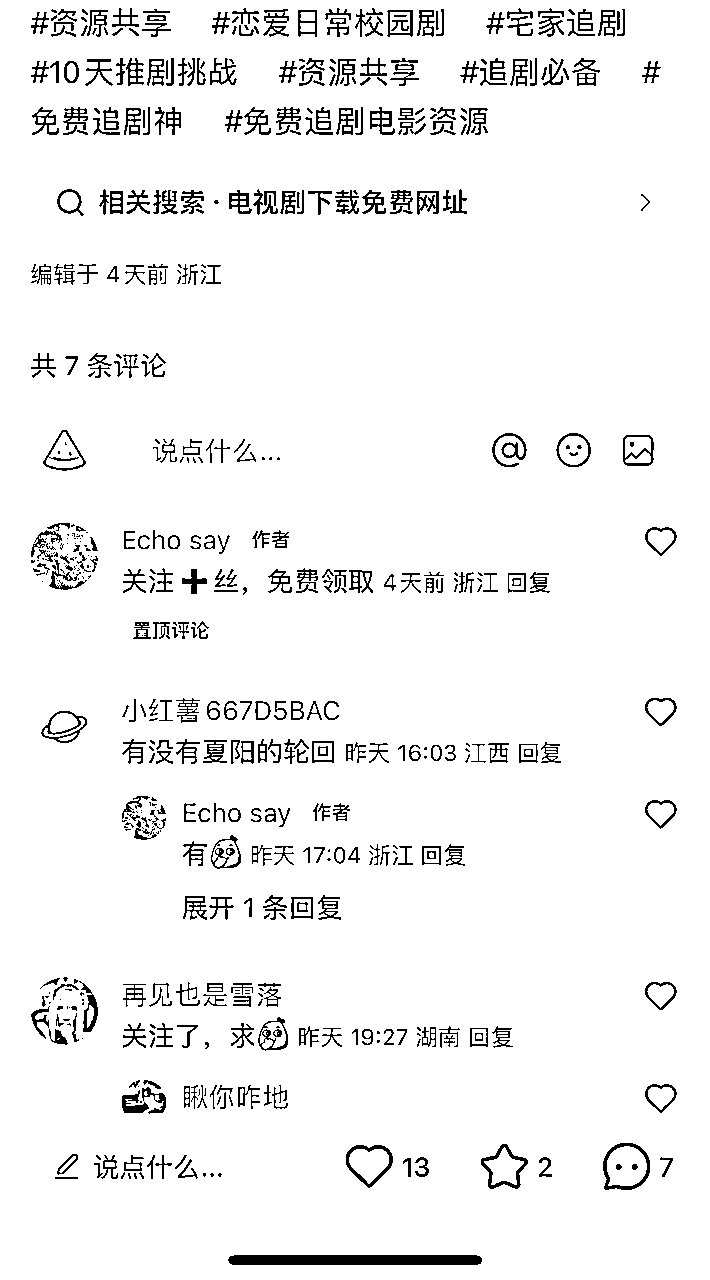 #资源共享 #恋爱日常校园剧 #宅家追剧
#10天推剧挑战 #资源共享 #追剧必备 #
免费追剧神 #免费追剧电影资源
相关搜索·电视剧下载免费网址
编辑于 4天前 浙江
共 7 条评论
说点什么...
Echo say 作者
关注➕丝，免费领取 4天前 浙江 回复
置顶评论
小红薯667D5BAC
有没有夏阳的轮回 昨天 16:03 江西 回复
Echo say 作者
有 昨天 17:04 浙江 回复
展开 1 条回复
再见也是雪落
关注了，求 昨天 19:27 湖南 回复
瞅你咋地
说点什么... 13 2 7